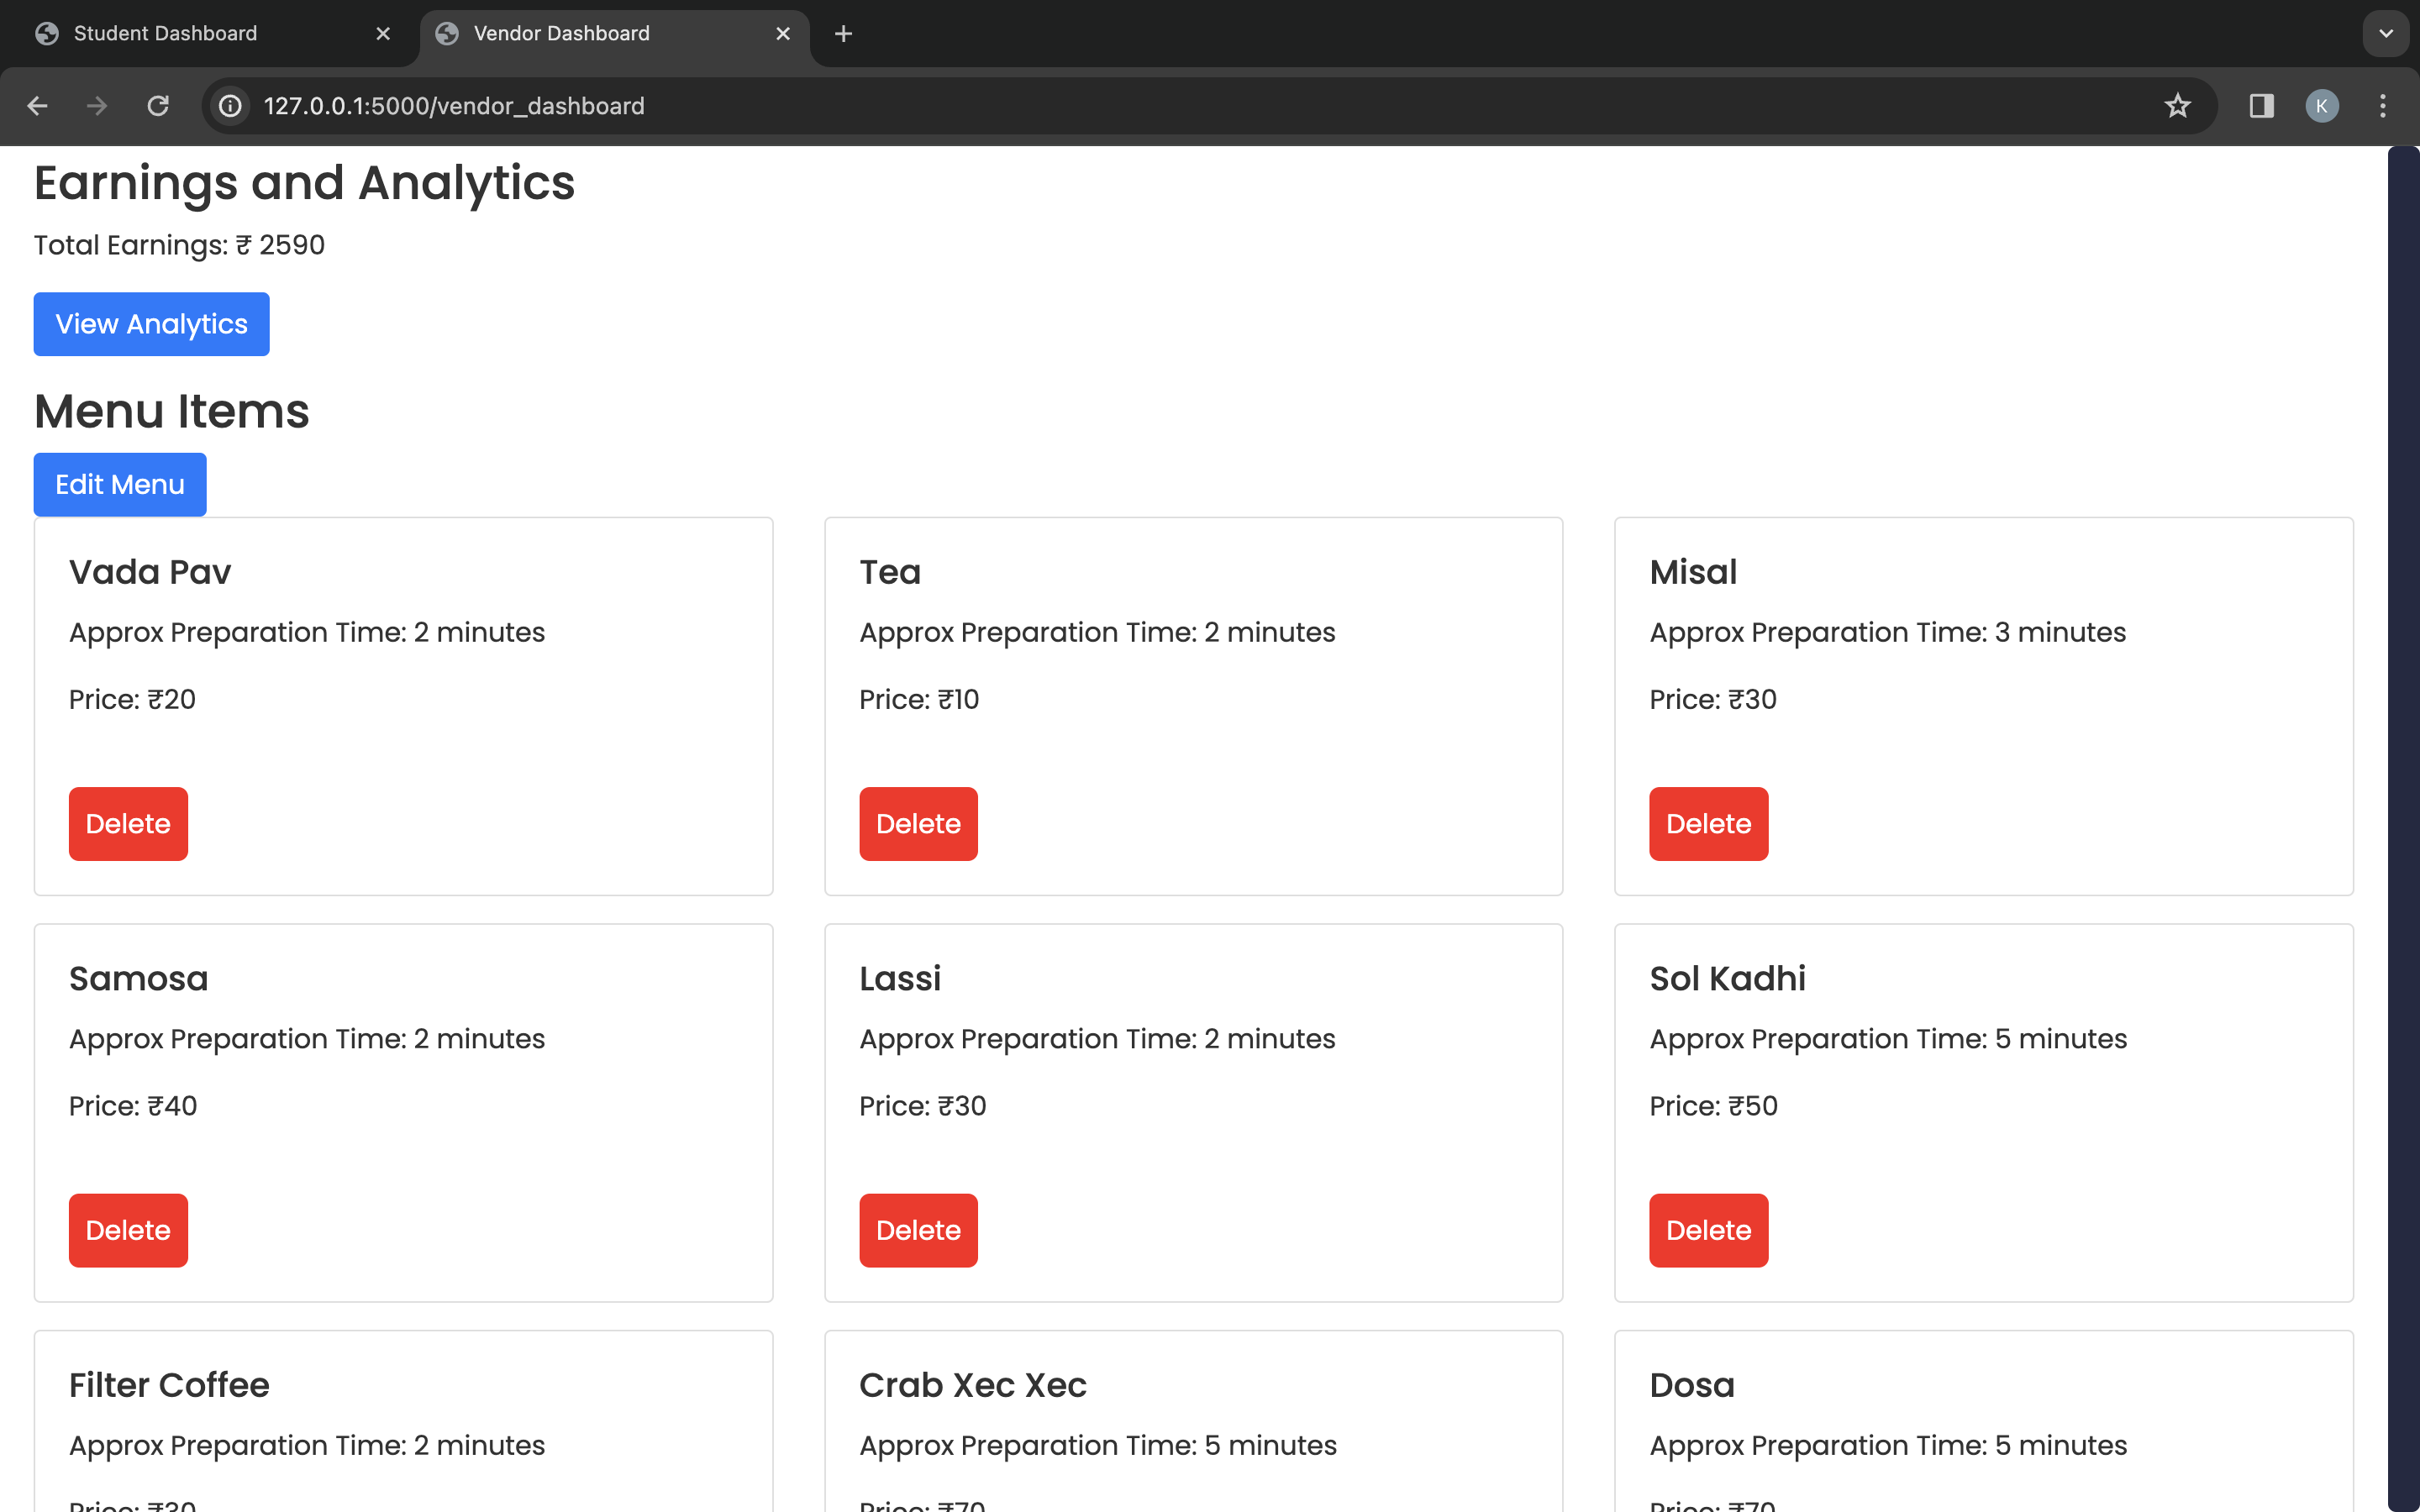 Student Dashboard
Vendor Dashboard
127.0.0.1:5000/vendor_dashboard
K
Earnings and Analytics
Total Earnings: ₹ 2590
View Analytics
Menu Items
Edit Menu
Vada Pav
Approx Preparation Time: 2 minutes
Price: ₹20
Delete
Tea
Approx Preparation Time: 2 minutes
Price: ₹10
Delete
Misal
Approx Preparation Time: 3 minutes
Price: ₹30
Delete
Samosa
Approx Preparation Time: 2 minutes
Price: ₹40
Delete
Lassi
Approx Preparation Time: 2 minutes
Price: ₹30
Delete
Sol Kadhi
Approx Preparation Time: 5 minutes
Price: ₹50
Delete
Filter Coffee
Approx Preparation Time: 2 minutes
Price: ₹30
Crab Xec Xec
Approx Preparation Time: 5 minutes
Price: ₹70
Dosa
Approx Preparation Time: 5 minutes
Price: ₹70